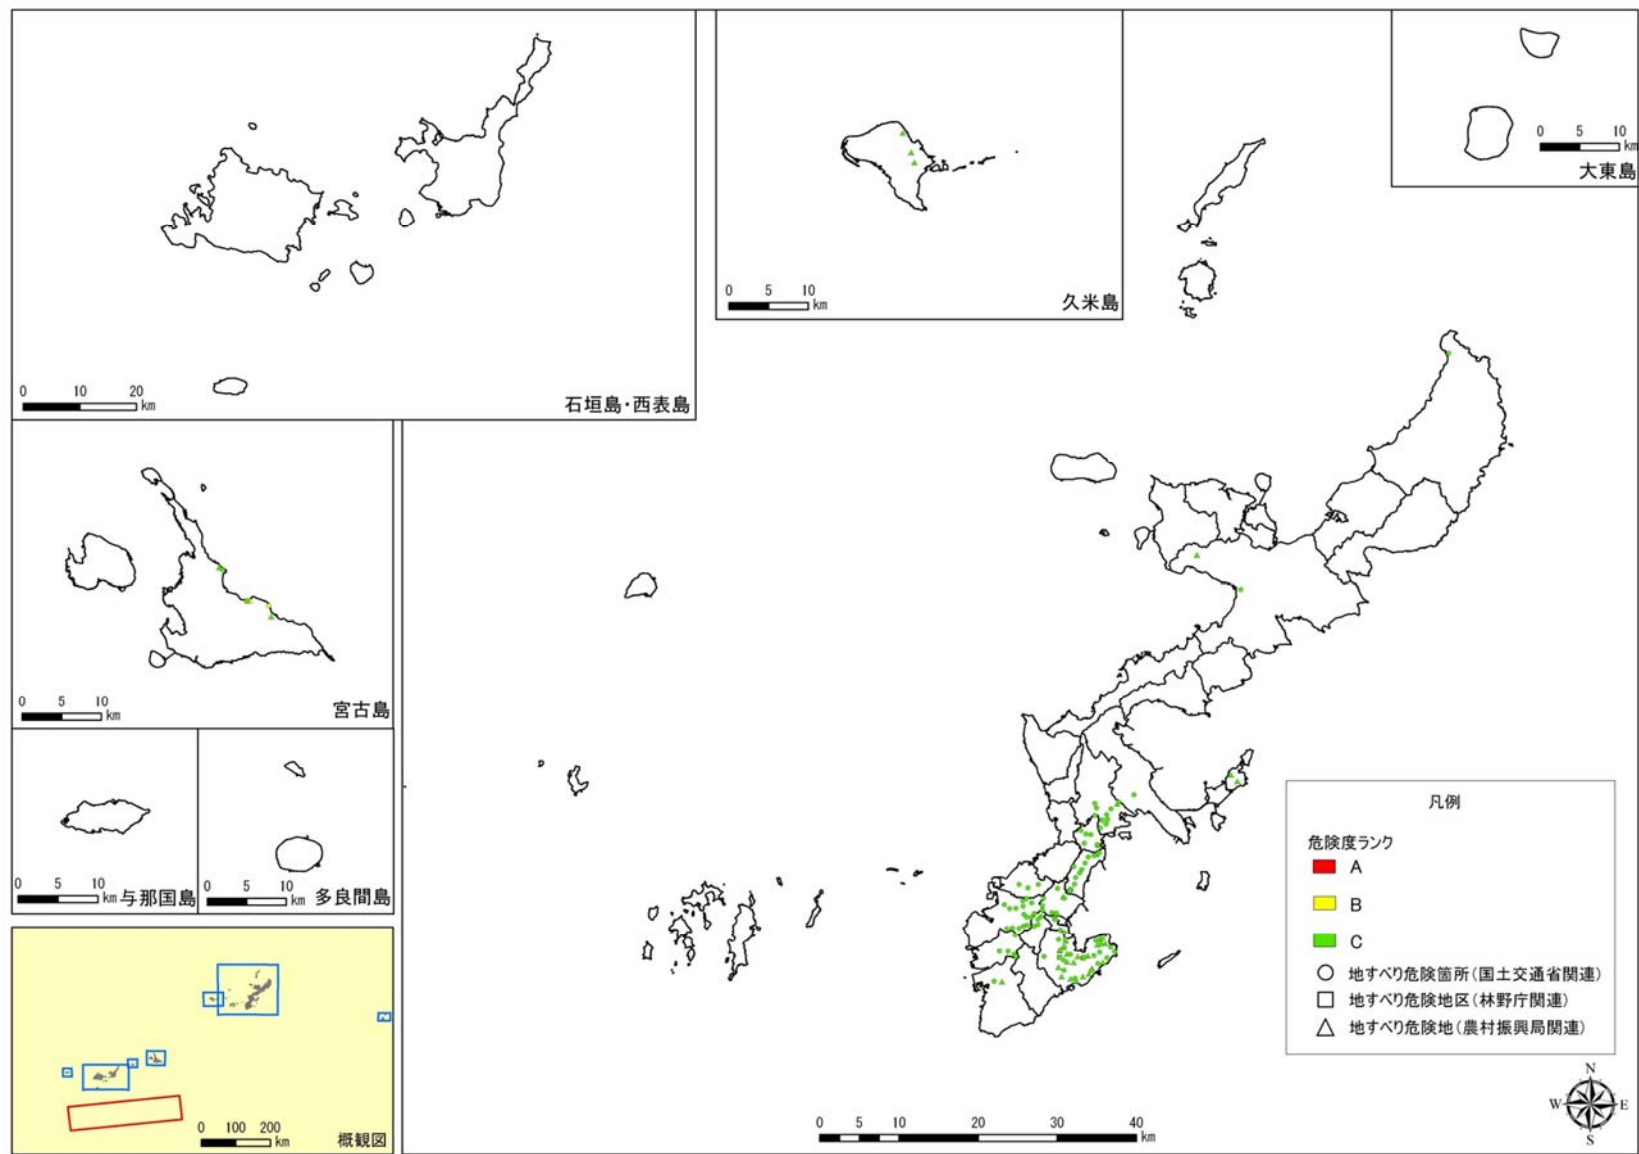 0 10 20 km
石垣島・西表島
0 5 10 km
久米島
0 5 10 km
大東島
0 5 10 km
宮古島
0 5 10 km
与那国島
0 5 10 km
多良間島
0 100 200 km
概観図
凡例
危険度ランク
A
B
C
地すべり危険箇所(国土交通省関連)
地すべり危険地区(林野庁関連)
地すべり危険地(農村振興局関連)
N
W E
S
0 5 10 20 30 40 km